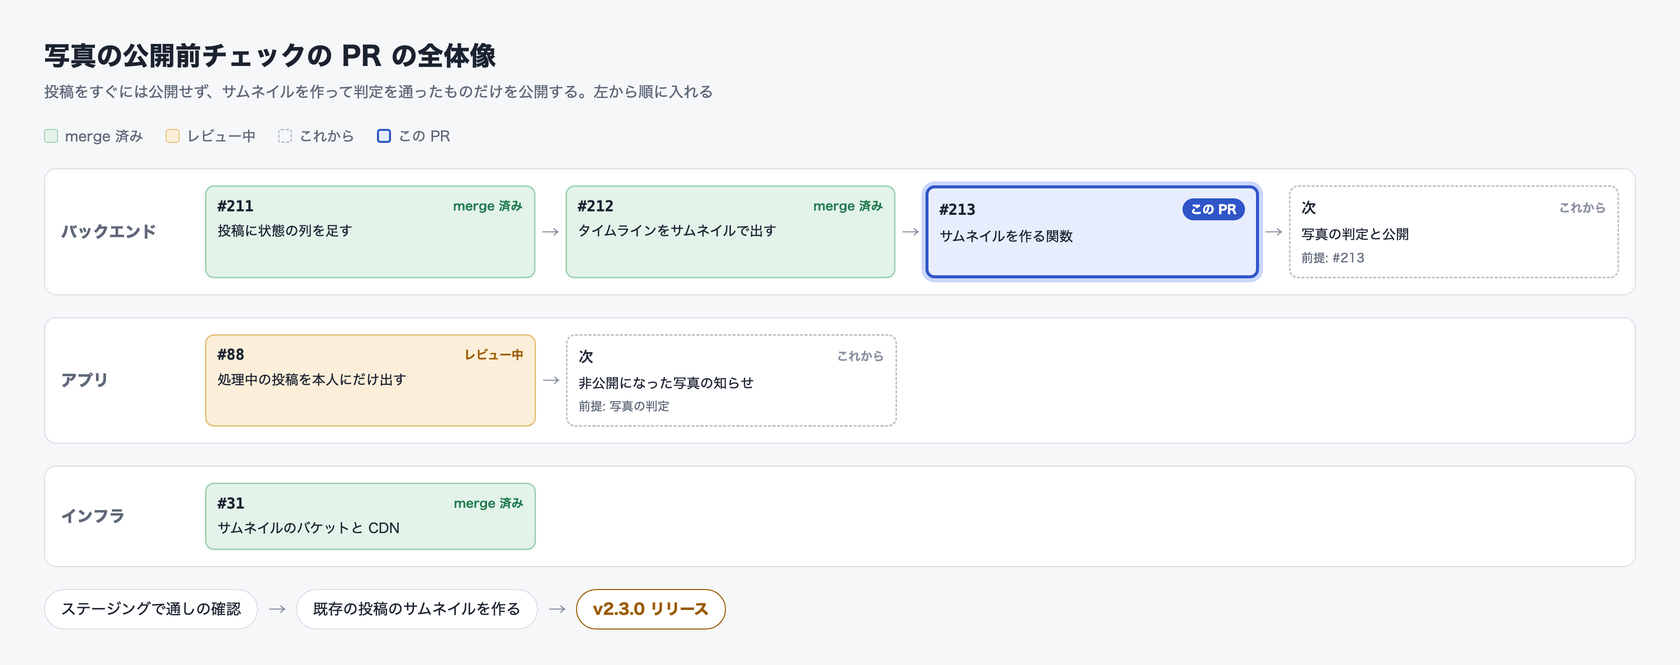 写真の公開前チェックの PR の全体像
投稿をすぐには公開せず、サムネイルを作って判定を通ったものだけを公開する。左から順に入れる
merge 済み レビュー中 これから この PR
バックエンド
#211 merge 済み
投稿に状態の列を足す
→
#212 merge 済み
タイムラインをサムネイルで出す
→
#213 この PR
サムネイルを作る関数
→
次 これから
写真の判定と公開
前提: #213
アプリ
#88 レビュー中
処理中の投稿を本人にだけ出す
→
次 これから
非公開になった写真の知らせ
前提: 写真の判定
インフラ
#31 merge 済み
サムネイルのバケットと CDN
ステージングで通しの確認 → 既存の投稿のサムネイルを作る → v2.3.0 リリース